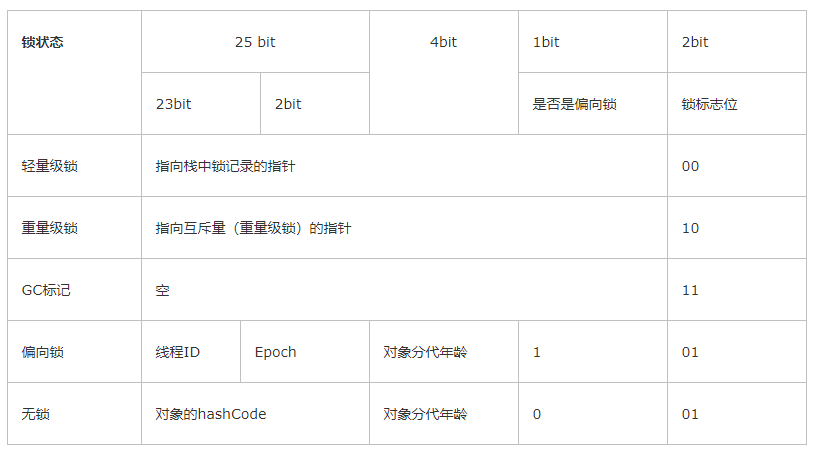 锁状态 25 bit 4bit 1bit 2bit
23bit 2bit 是否是偏向锁 锁标志位
轻量级锁 指向栈中锁记录的指针 00
重量级锁 指向互斥量（重量级锁）的指针 10
GC标记 空 11
偏向锁 线程ID Epoch 对象分代年龄 1 01
无锁 对象的hashCode 对象分代年龄 0 01